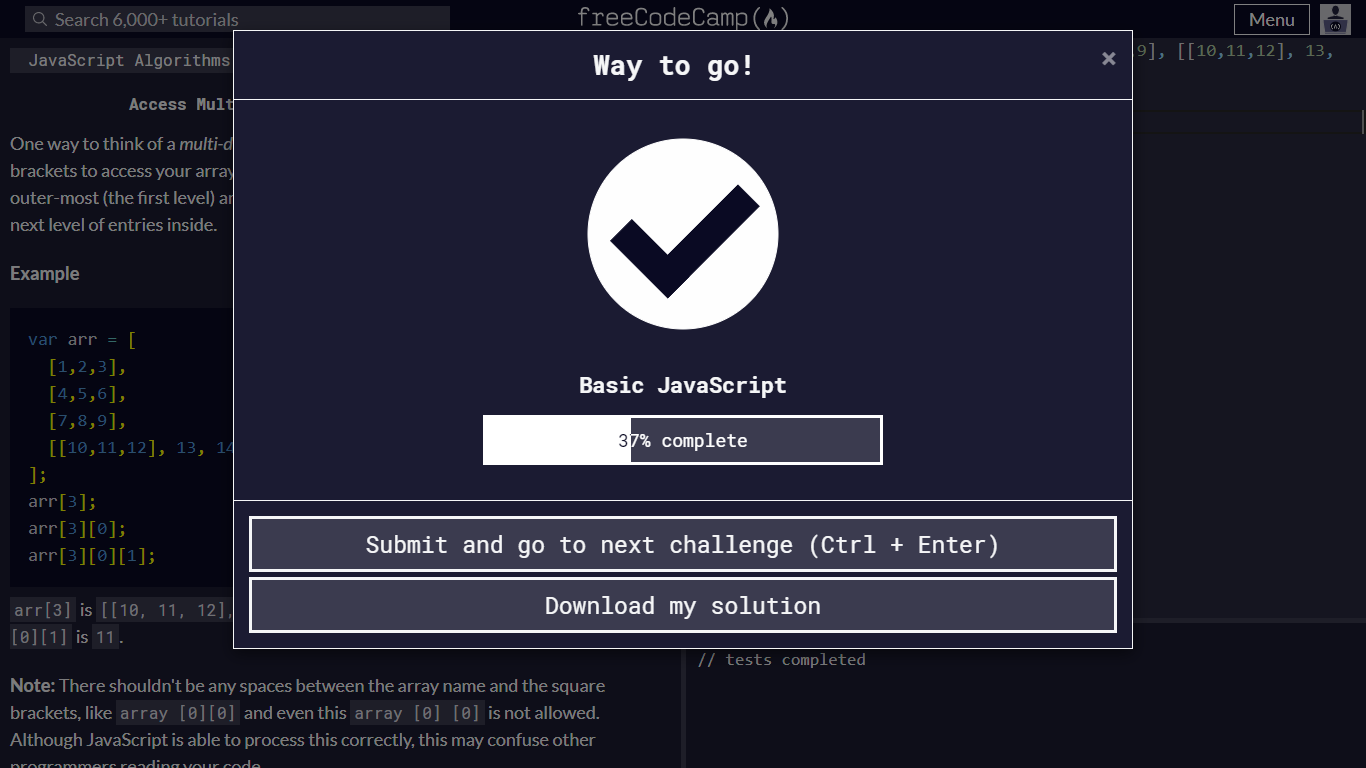 Search 6,000+ tutorials
freeCodeCamp(🔥)
Menu
JavaScript Algorithms
Access Mult
One way to think of a multi-d
brackets to access your array
outer-most (the first level) ar
next level of entries inside.
Example
var arr = [
[1,2,3],
[4,5,6],
[7,8,9],
[[10,11,12], 13, 14
];
arr[3];
arr[3][0];
arr[3][0][1];
arr[3] is [[10, 11, 12],
[0][1] is 11.
Note: There shouldn't be any spaces between the array name and the square
brackets, like array [0][0] and even this array [0] [0] is not allowed.
Although JavaScript is able to process this correctly, this may confuse other
programmers reading your code.
Way to go!
×
Basic JavaScript
37% complete
Submit and go to next challenge (Ctrl + Enter)
Download my solution
9], [[10,11,12], 13,
// tests completed